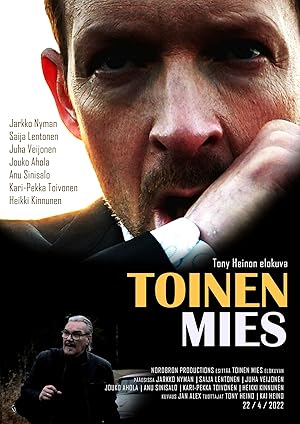 Jarkko Nyman
Saija Lentonen
Juha Veijonen
Jouko Ahola
Anu Sinisalo
Kari-Pekka Toivonen
Heikki Kinnunen
Tony Heinon elokuva
TOINEN
MIES
NORDBRON PRODUCTIONS ESITTÄÄ TOINEN MIES ELOKUVAN
PÄÄOSISSA JARKKO NYMAN | SAIJA LENTONEN | JUHA VEIJONEN
JOUKO AHOLA | ANU SINISALO | KARI-PEKKA TOIVONEN | HEIKKI KINNUNEN
KUVAUS JAN ALEX TUOTTAJAT TONY HEINO | KAI HEINO
22 / 4 / 2022